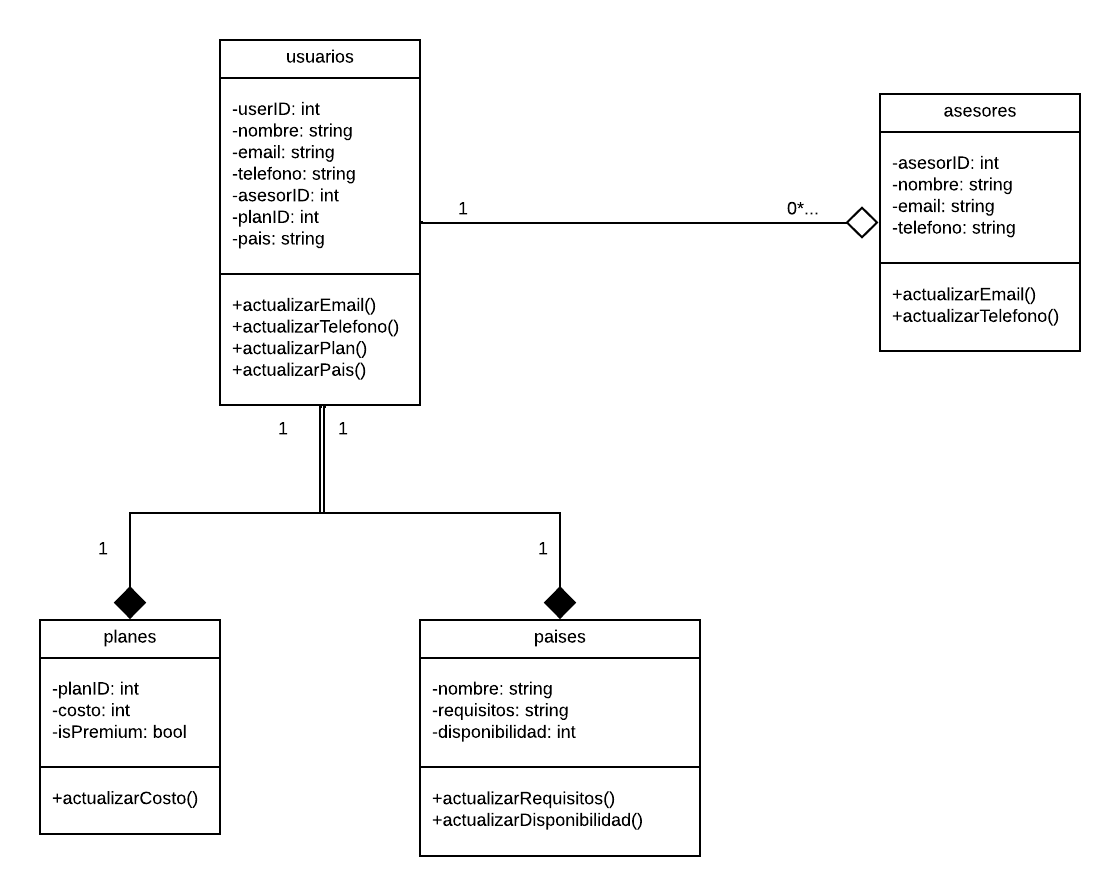 usuarios
-userID: int
-nombre: string
-email: string
-telefono: string
-asesorID: int
-planID: int
-pais: string
+actualizarEmail()
+actualizarTelefono()
+actualizarPlan()
+actualizarPais()
asesores
-asesorID: int
-nombre: string
-email: string
-telefono: string
+actualizarEmail()
+actualizarTelefono()
1
0*...
1
1
1
1
planes
-planID: int
-costo: int
-isPremium: bool
+actualizarCosto()
paises
-nombre: string
-requisitos: string
-disponibilidad: int
+actualizarRequisitos()
+actualizarDisponibilidad()